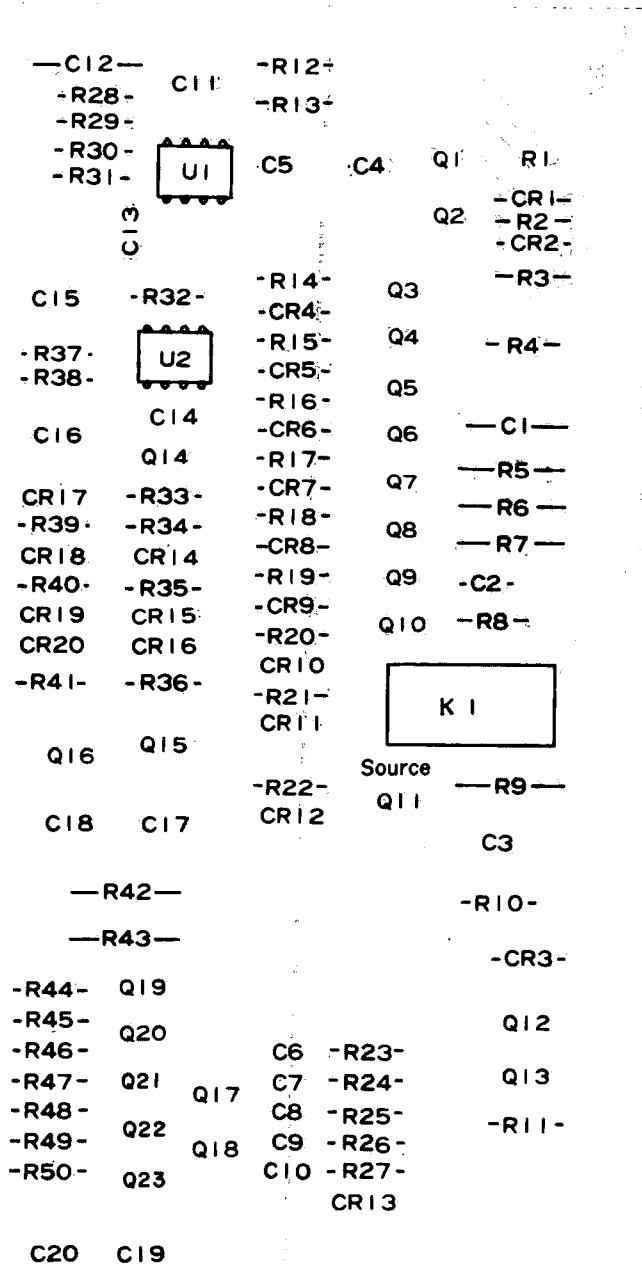 C12 C11 -R12-
-R28- -R13-
-R29-
-R30- U1 C5 C4 Q1 R1
-R31-
C13 Q2 -CR1-
-R2-
-CR2-
C15 -R32- -R14- Q3 -R3-
-CR4-
-R37- U2 -R15- Q4 -R4-
-R38- -CR5- Q5
C16 C14 -R16- Q6 C1
-CR6-
Q14 -R17- Q7 R5
CR17 -R33- -CR7- R6
-R39- -R34- -R18- Q8
CR18 CR14 -CR8- R7
-R40- -R35- -R19- Q9 -C2-
CR19 CR15 -CR9- Q10 -R8-
CR20 CR16 -R20-
CR10
-R41- -R36- -R21- K1
CR11
Q16 Q15
Source
-R22- Q11 R9
C18 C17 CR12
C3
R42 -R10-
R43 -CR3-
-R44- Q19
-R45- Q20 Q12
-R46- C6 -R23-
-R47- Q21 Q17 C7 -R24- Q13
-R48- Q22 C8 -R25- -R11-
-R49- Q18 C9 -R26-
-R50- Q23 C10 -R27-
CR13
C20 C19